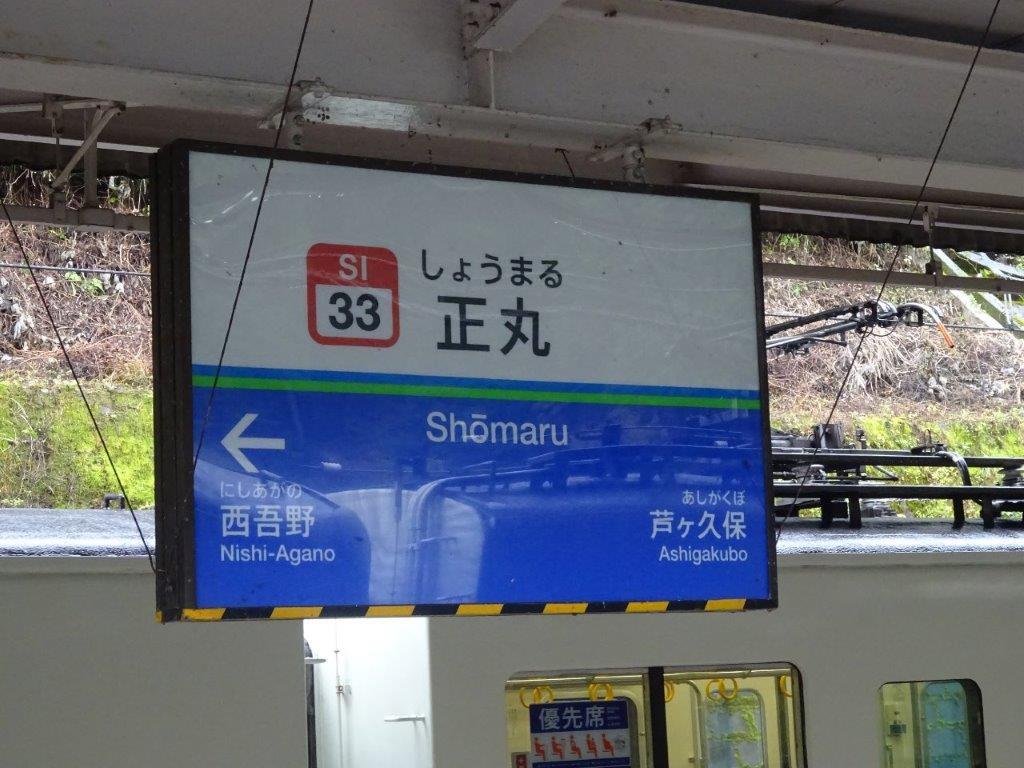 SI
33
しょうまる
正丸
Shōmaru
にしあがの
西吾野
Nishi-Agano
あしがくぼ
芦ヶ久保
Ashigakubo
優先席